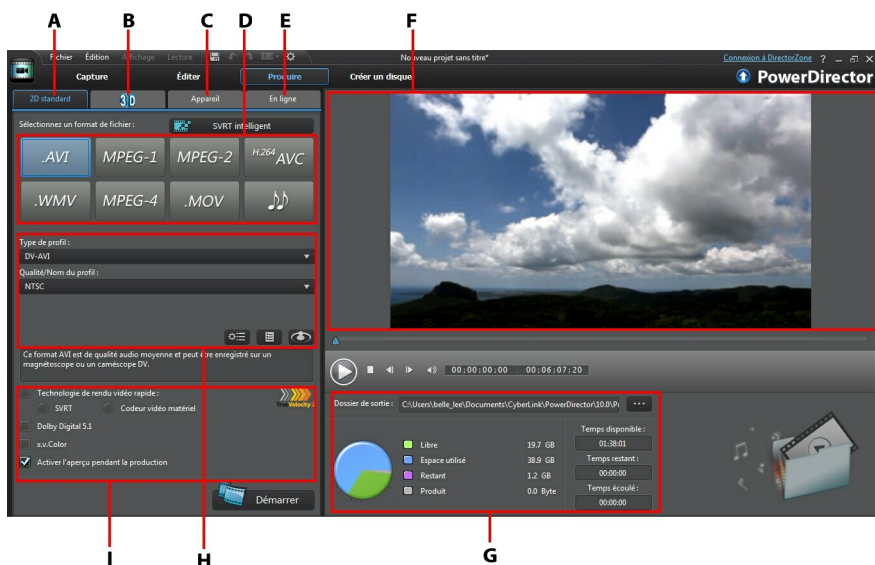 A B C D E F
Fichier Édition Affichage Lecture Nouveau projet sans titre* Connexion à DirectorZone ?
Capture Éditer Produire Créer un disque PowerDirector
2D standard 3D Appareil En ligne
Sélectionnez un format de fichier : SVRT intelligent
.AVI MPEG-1 MPEG-2 H.264 AVC
.WMV MPEG-4 .MOV
Type de profil :
DV-AVI
Qualité/Nom du profil :
NTSC
Ce format AVI est de qualité audio moyenne et peut être enregistré sur un
magnétoscope ou un caméscope DV.
00:00:00:00 00:06:07:20
Technologie de rendu vidéo rapide :
TrueVelocity
SVRT Codeur vidéo
matériel
Dolby Digital 5.1
x.v.Color
Activer l'aperçu pendant la production
Démarrer
Dossier de sortie : C:\Users\belle_lee\Documents\CyberLink\PowerDirector\10.0\P ...
Libre 19.7 GB
Espace utilisé 38.9 GB
Restant 1.2 GB
Produit 0.0 Byte
Temps disponible :
01:38:01
Temps restant :
00:00:00
Temps écoulé :
00:00:00
I H G